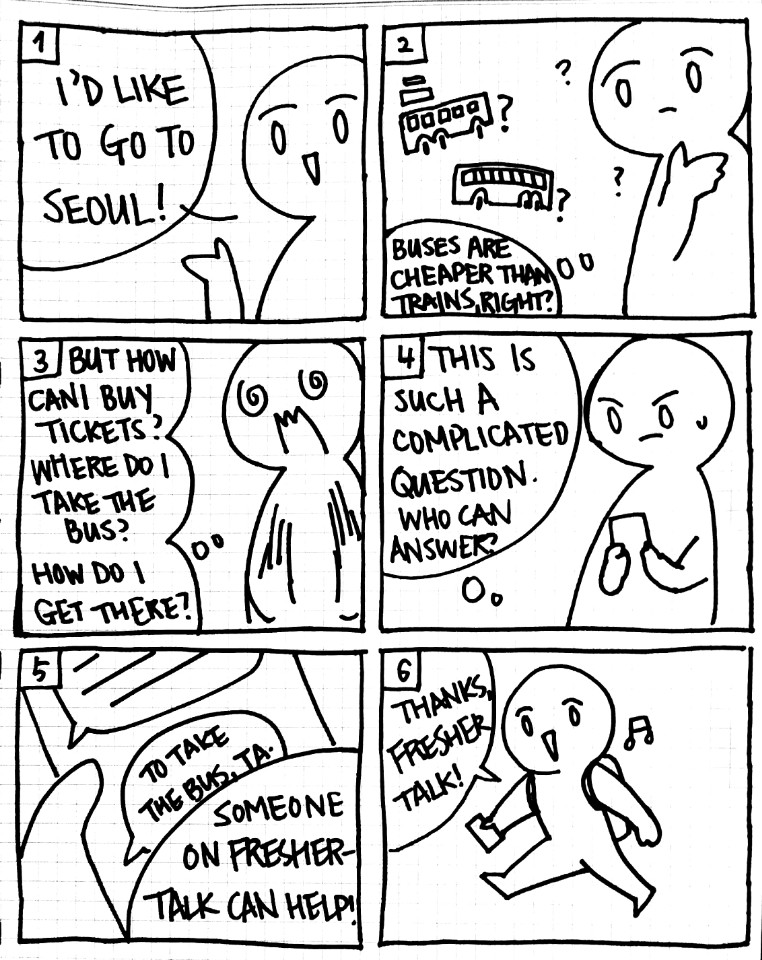 1
I'D LIKE
TO GO TO
SEOUL!
2
?
?
?
?
BUSES ARE
CHEAPER THAN
TRAINS, RIGHT?
3
BUT HOW
CAN I BUY
TICKETS?
WHERE DO I
TAKE THE
BUS?
HOW DO I
GET THERE?
4
THIS IS
SUCH A
COMPLICATED
QUESTION.
WHO CAN
ANSWER?
5
TO TAKE
THE BUS, TA-
SOMEONE
ON FRESHER-
TALK CAN HELP!
6
THANKS,
FRESHER
TALK!